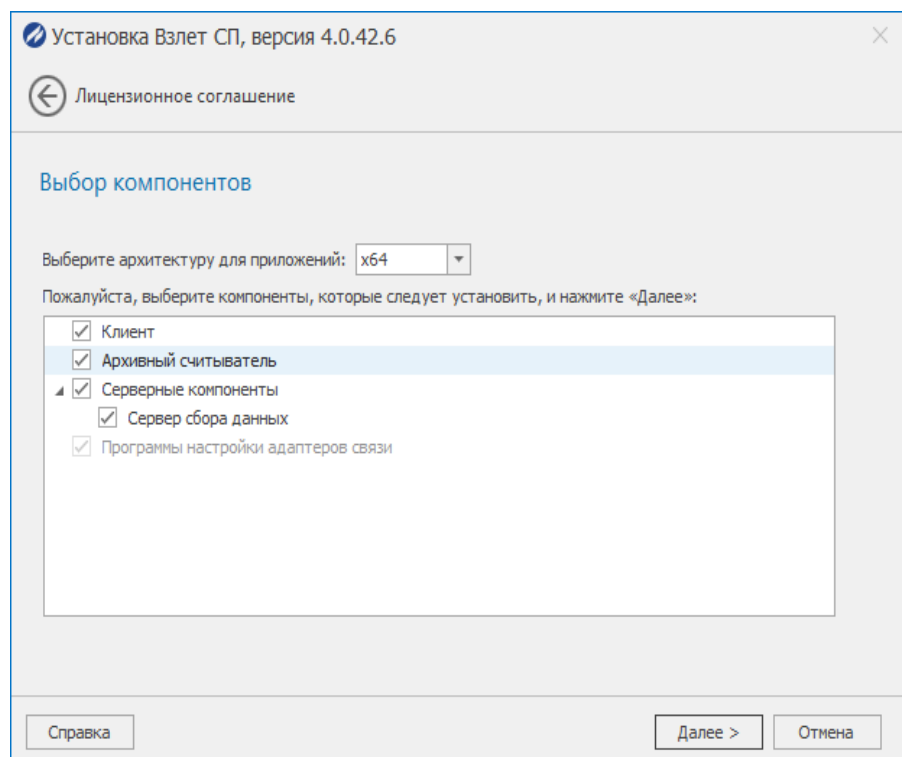 Установка Взлет СП, версия 4.0.42.6
Лицензионное соглашение
Выбор компонентов
Выберите архитектуру для приложений: x64
Пожалуйста, выберите компоненты, которые следует установить, и нажмите «Далее»:
Клиент
Архивный считыватель
Серверные компоненты
Сервер сбора данных
Программы настройки адаптеров связи
Справка Далее > Отмена